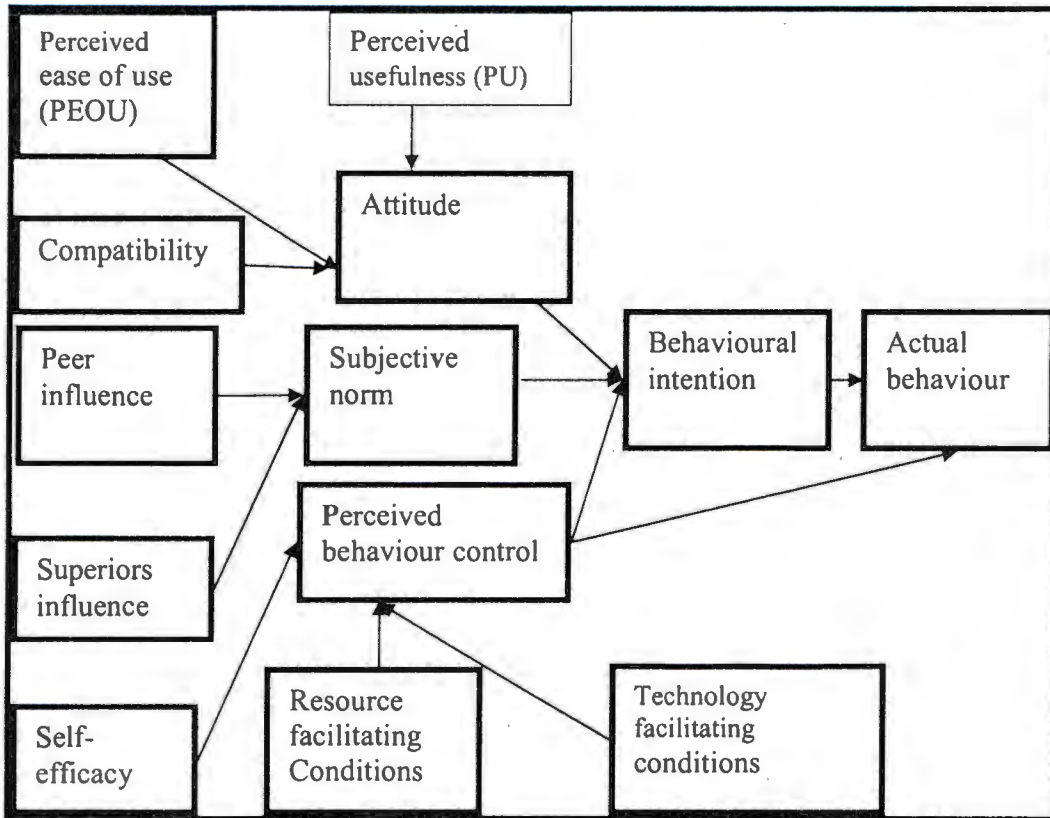 Perceived
ease of use
(PEOU)
Perceived
usefulness (PU)
Attitude
Compatibility
Peer
influence
Subjective
norm
Behavioural
intention
Actual
behaviour
Perceived
behaviour control
Superiors
influence
Self-
efficacy
Resource
facilitating
Conditions
Technology
facilitating
conditions